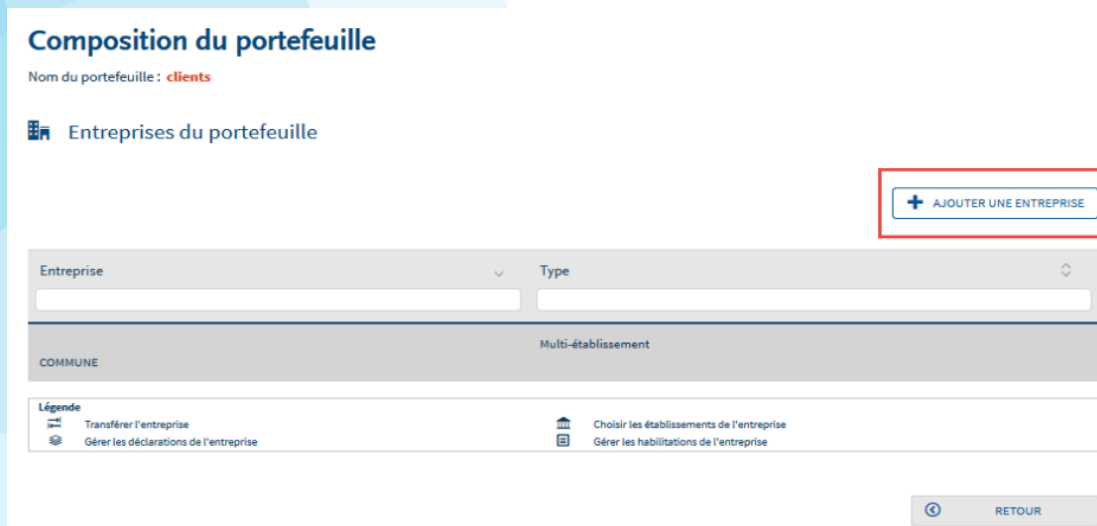 Composition du portefeuille
Nom du portefeuille : clients
Entreprises du portefeuille
AJOUTER UNE ENTREPRISE
Entreprise Type
Multi-établissement
COMMUNE
Légende
Transférer l'entreprise Choisir les établissements de l'entreprise
Gérer les déclarations de l'entreprise Gérer les habilitations de l'entreprise
RETOUR